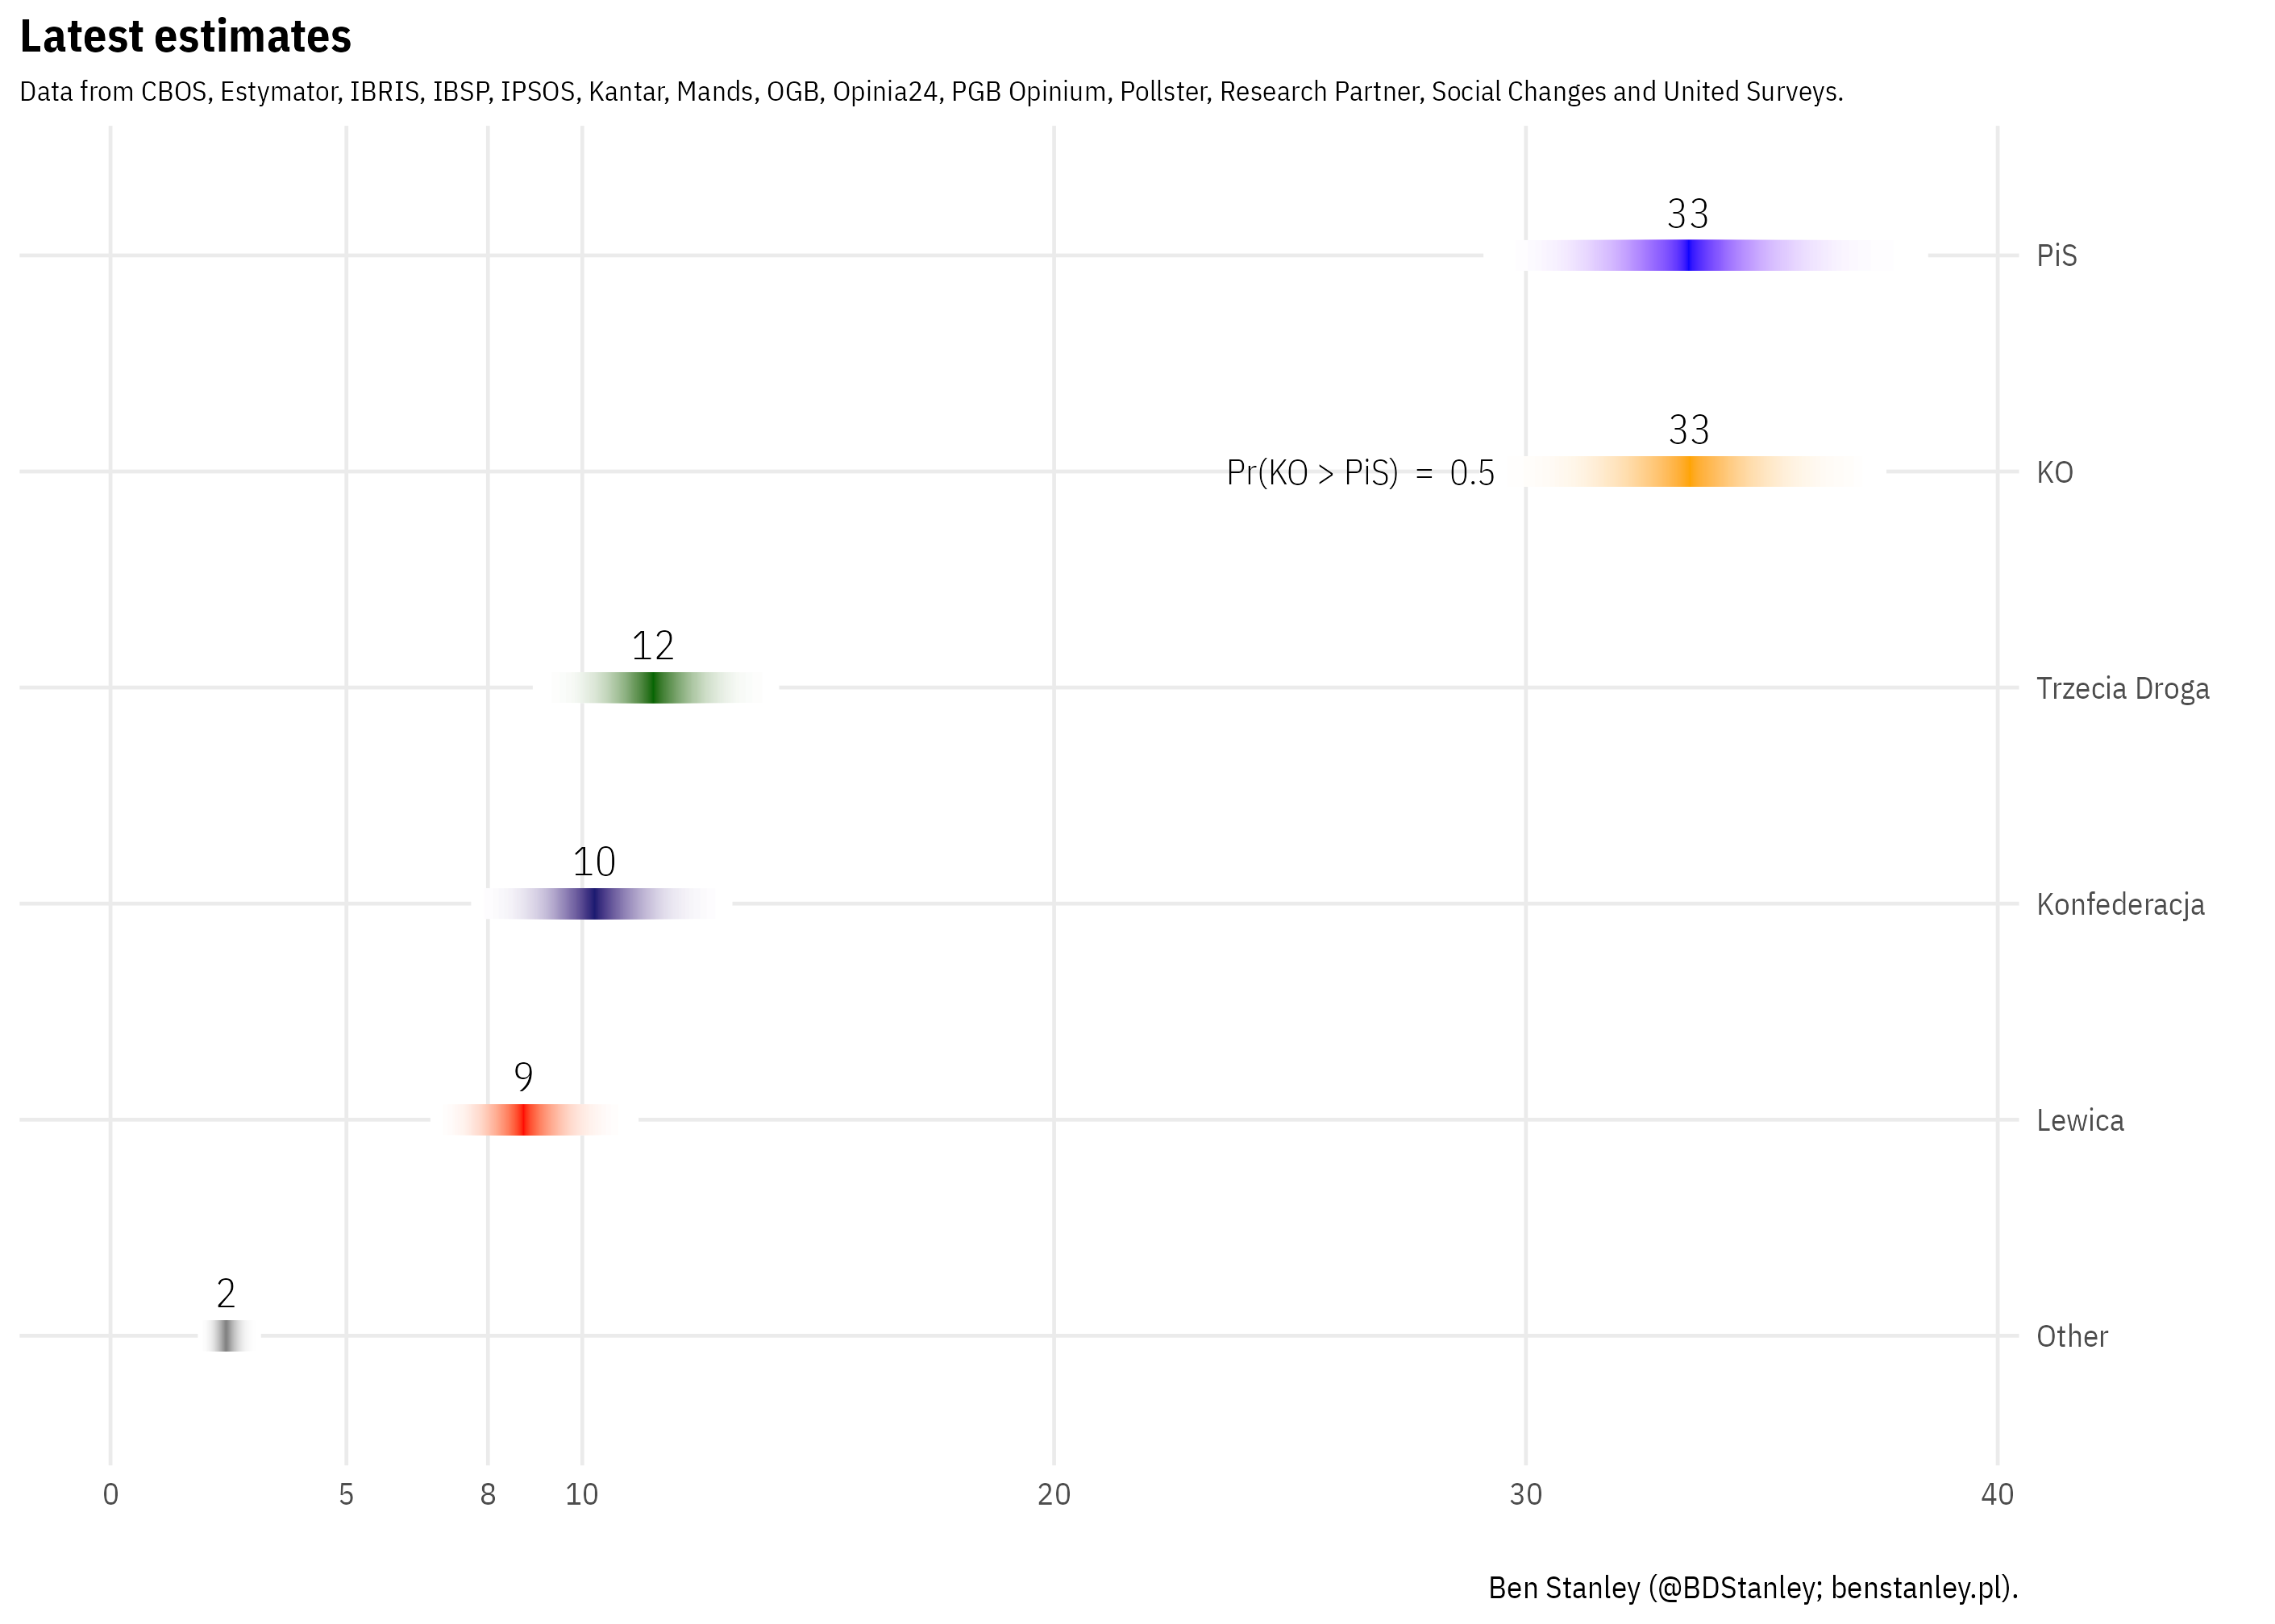 Latest estimates
Data from CBOS, Estymator, IBRIS, IBSP, IPSOS, Kantar, Mands, OGB, Opinia24, PGB Opinium, Pollster, Research Partner, Social Changes and United Surveys.
33
PiS
33
Pr(KO > PiS) = 0.5
KO
12
Trzecia Droga
10
Konfederacja
9
Lewica
2
Other
0 5 8 10 20 30 40
Ben Stanley (@BDStanley; benstanley.pl).